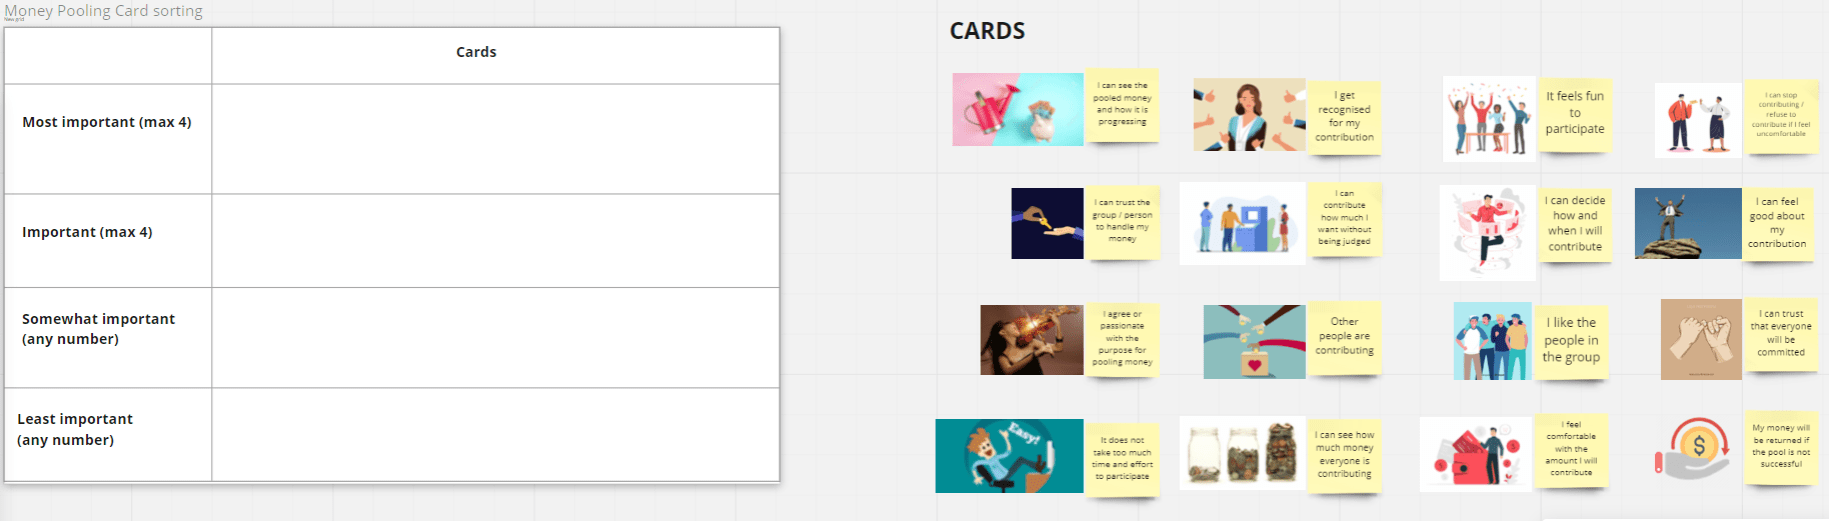 Money Pooling Card sorting
New grid
Cards
Most important (max 4)
Important (max 4)
Somewhat important
(any number)
Least important
(any number)
CARDS
I can see the
pooled money
and how it is
progressing
I get
recognised
for my
contribution
It feels fun
to
participate
I can stop
contributing /
refuse to
contribute if I feel
uncomfortable
I can trust the
group / person
to handle my
money
I can
contribute
how much I
want without
being judged
I can decide
how and
when I will
contribute
I can feel
good about
my
contribution
I agree or
passionate
with the
purpose for
pooling money
Other
people are
contributing
I like the
people in
the group
I can trust
that everyone
will be
committed
Easy!
It does not
take too much
time and effort
to participate
I can see how
much money
everyone is
contributing
I feel
comfortable
with the
amount I will
contribute
$
My money will
be returned if
the pool is not
successful